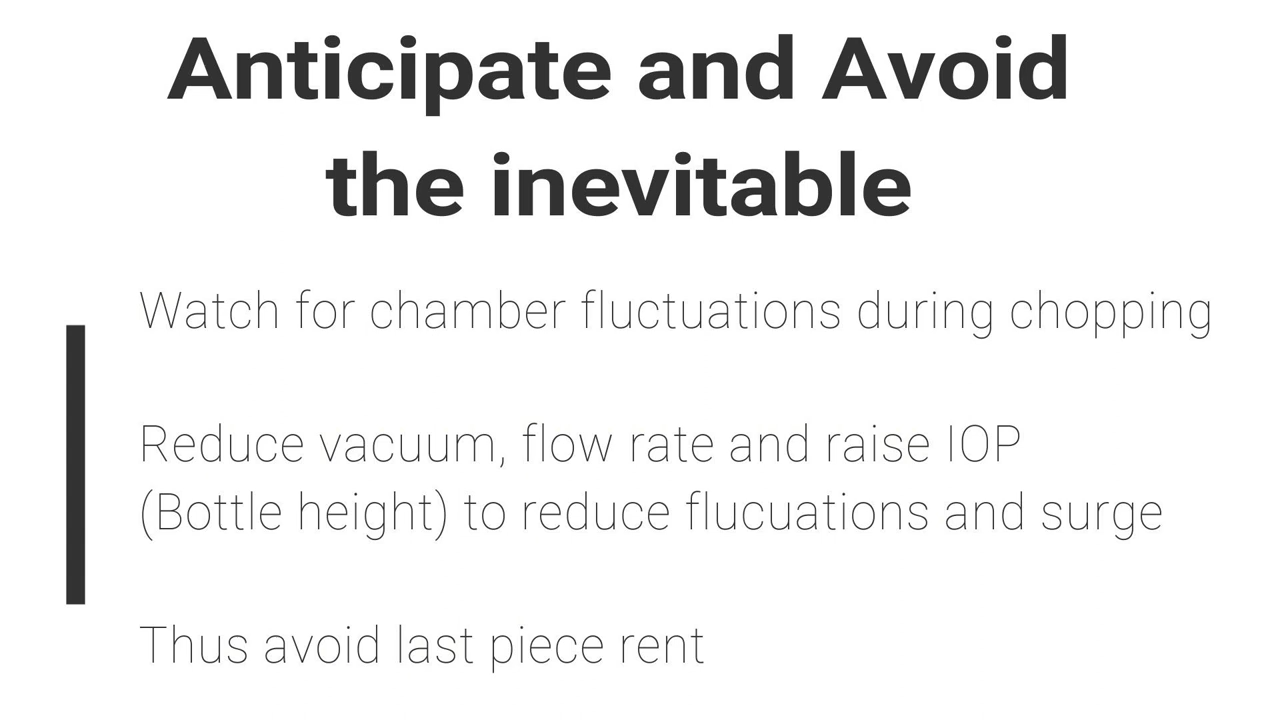 Anticipate and Avoid
the inevitable
Watch for chamber fluctuations during chopping
Reduce vacuum, flow rate and raise IOP
(Bottle height) to reduce flucuations and surge
Thus avoid last piece rent